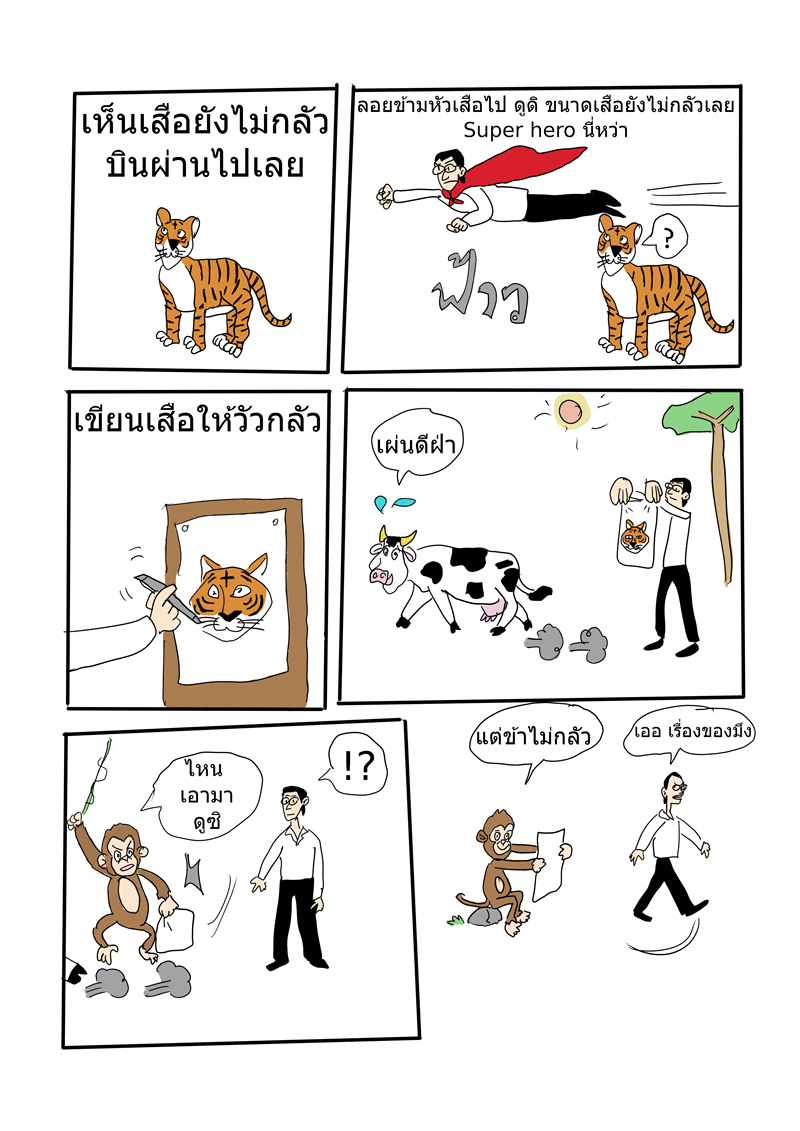 เห็นเสือยังไม่กลัว
บินผ่านไปเลย
ลอยข้ามหัวเสือไป ดูดิ ขนาดเสือยังไม่กลัวเลย
Super hero นี่หว่า
?
ฟ้าว
เขียนเสือให้วัวกลัว
เผ่นดีฝ่า
ไหน
เอามา
ดูซิ
!?
แต่ข้าไม่กลัว
เออ เรื่องของมึง